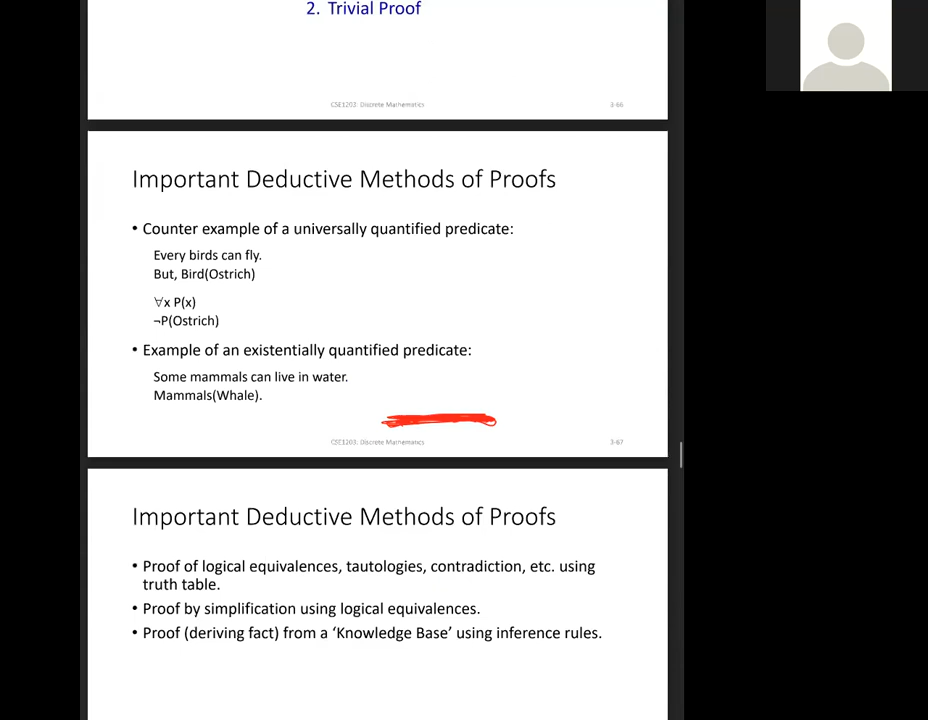 2. Trivial Proof
CSE1203: Discrete Mathematics 3-66
Important Deductive Methods of Proofs
• Counter example of a universally quantified predicate:
Every birds can fly.
But, Bird(Ostrich)
∀x P(x)
¬P(Ostrich)
• Example of an existentially quantified predicate:
Some mammals can live in water.
Mammals(Whale).
CSE1203: Discrete Mathematics 3-67
Important Deductive Methods of Proofs
• Proof of logical equivalences, tautologies, contradiction, etc. using
truth table.
• Proof by simplification using logical equivalences.
• Proof (deriving fact) from a ‘Knowledge Base’ using inference rules.